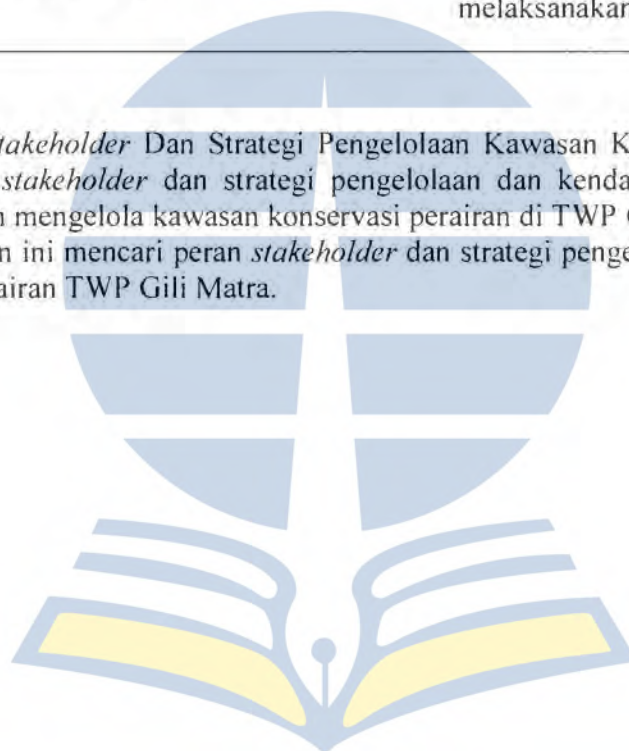 melaksanakan
takeholder Dan Strategi Pengelolaan Kawasan K
stakeholder dan strategi pengelolaan dan kenda
mengelola kawasan konservasi perairan di TWP
ini mencari peran stakeholder dan strategi penge
airan TWP Gili Matra.